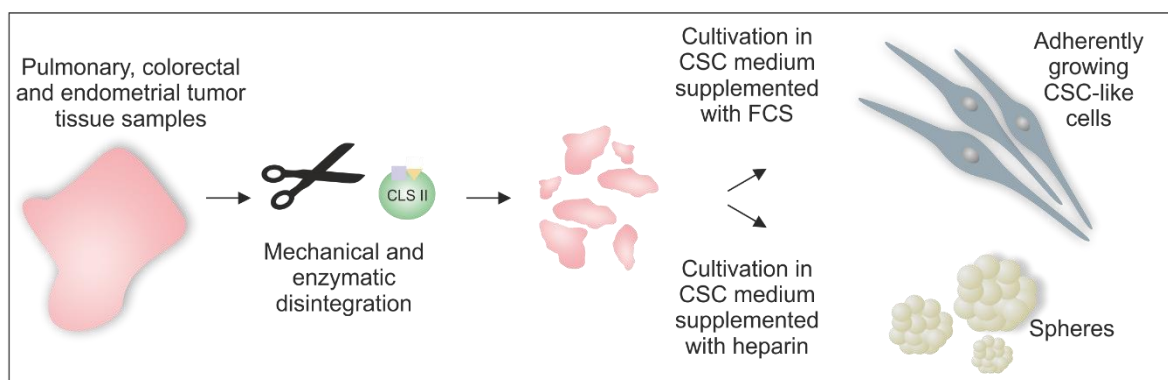 Pulmonary, colorectal
and endometrial tumor
tissue samples
CLS II
Mechanical and
enzymatic
disintegration
Cultivation in
CSC medium
supplemented
with FCS
Adherently
growing
CSC-like
cells
Cultivation in
CSC medium
supplemented
with heparin
Spheres